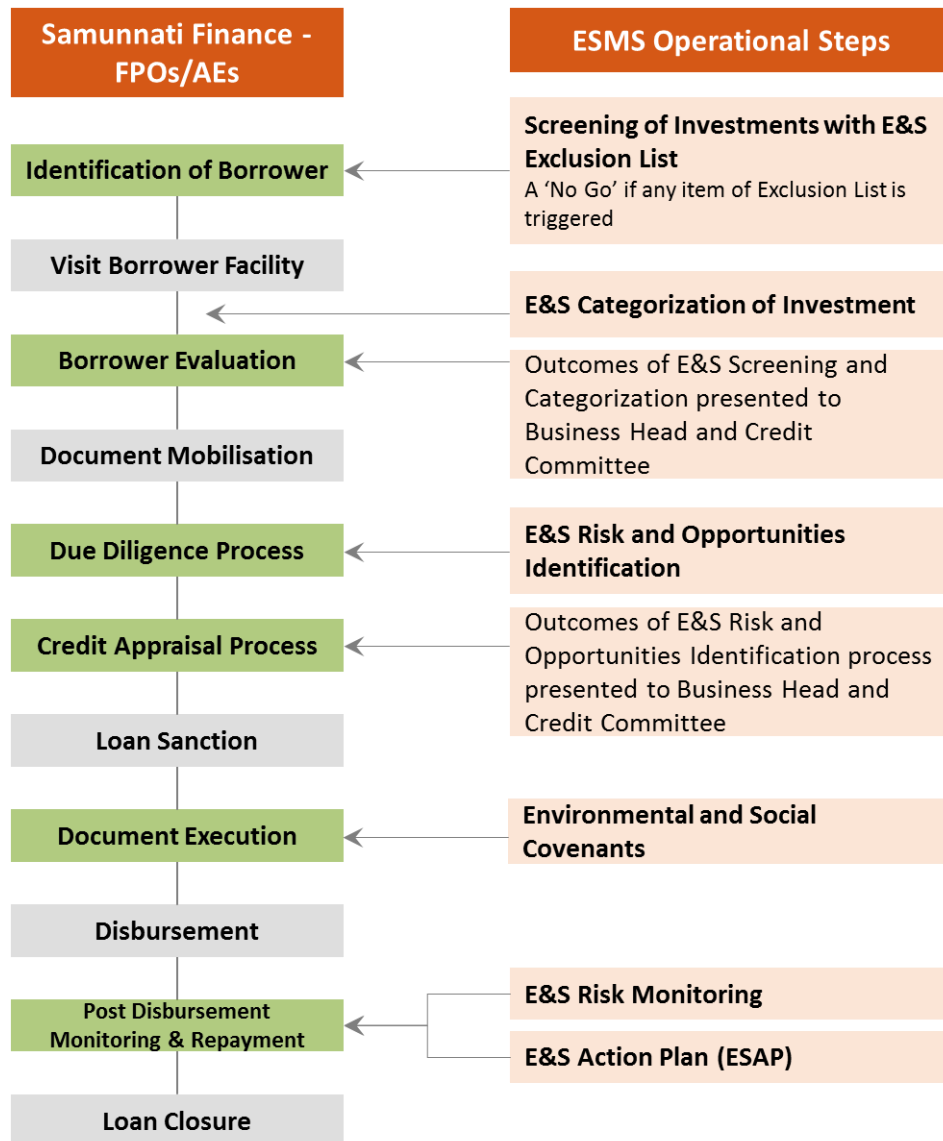 Samunnati Finance -
FPOs/AEs
ESMS Operational Steps
Identification of Borrower
Screening of Investments with E&S
Exclusion List
A ‘No Go’ if any item of Exclusion List is
triggered
Visit Borrower Facility
E&S Categorization of Investment
Borrower Evaluation
Outcomes of E&S Screening and
Categorization presented to
Business Head and Credit
Committee
Document Mobilisation
Due Diligence Process
E&S Risk and Opportunities
Identification
Credit Appraisal Process
Outcomes of E&S Risk and
Opportunities Identification process
presented to Business Head and
Credit Committee
Loan Sanction
Document Execution
Environmental and Social
Covenants
Disbursement
Post Disbursement
Monitoring & Repayment
E&S Risk Monitoring
E&S Action Plan (ESAP)
Loan Closure